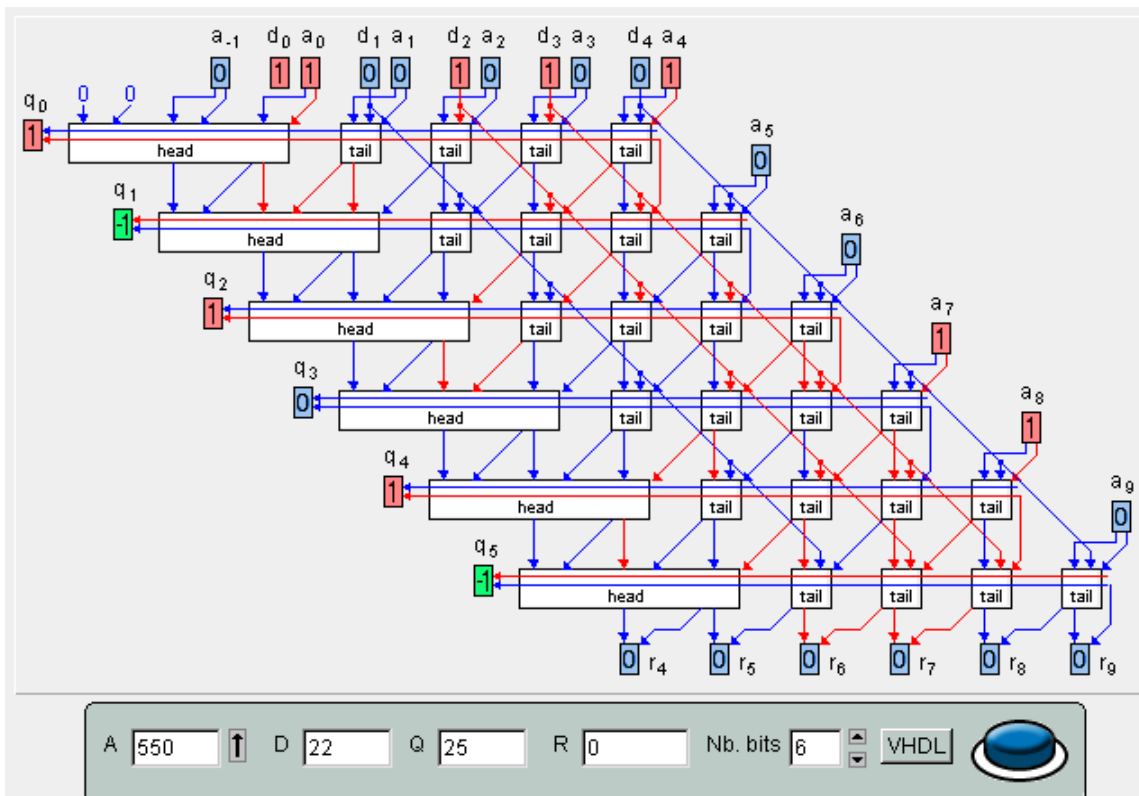 a-1 d0 a0 d1 a1 d2 a2 d3 a3 d4 a4
0 1 1 0 0 1 0 1 0 0 1
q0 0 0
1 head tail tail tail tail
a5
0
q1
-1 head tail tail tail tail
a6
0
q2
1 head tail tail tail tail
a7
1
q3
0 head tail tail tail tail
a8
1
q4
1 head tail tail tail tail
a9
0
q5
-1 head tail tail tail tail
0 r4 0 r5 0 r6 0 r7 0 r8 0 r9
A 550 D 22 Q 25 R 0 Nb. bits 6 VHDL